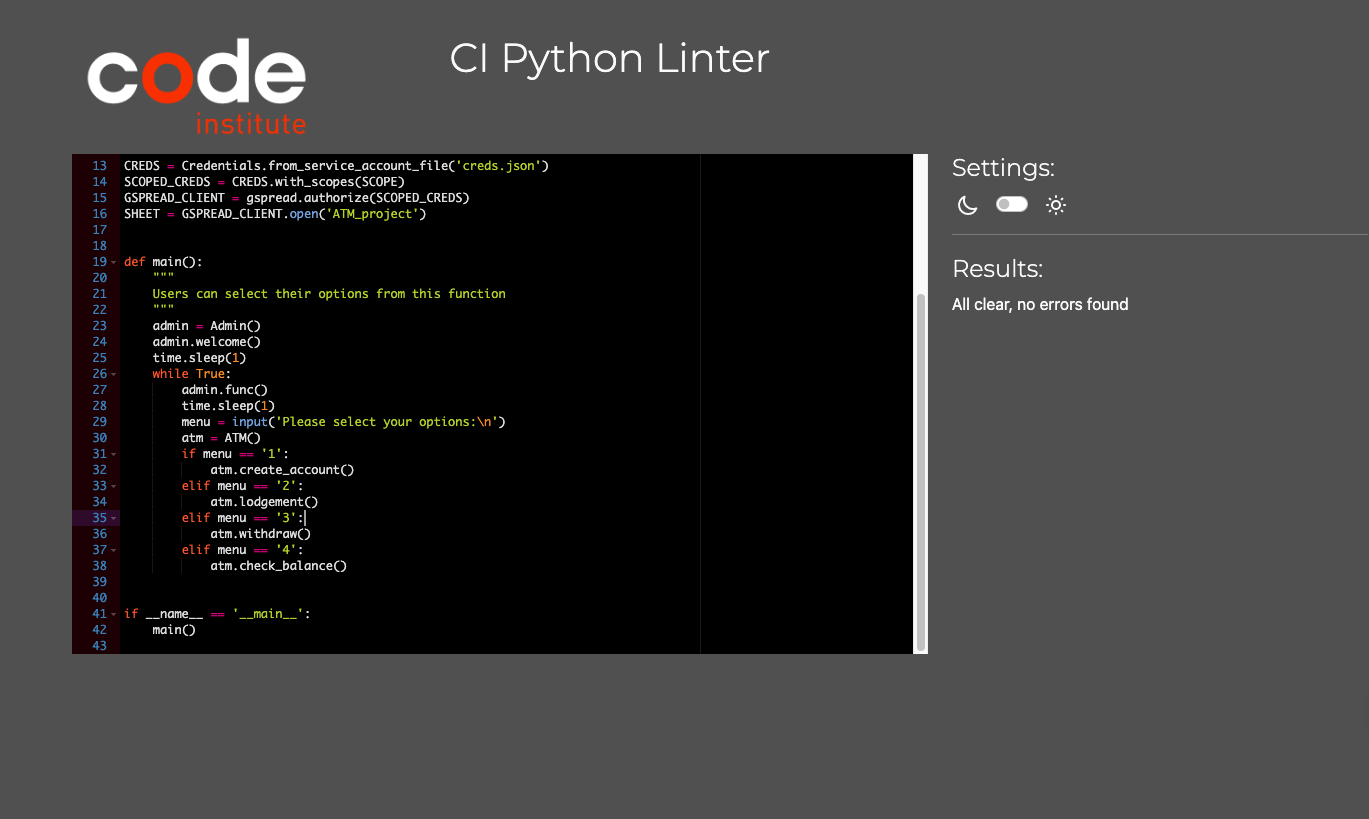 code
institute
CI Python Linter
13 CREDS = Credentials.from_service_account_file('creds.json')
14 SCOPED_CREDS = CREDS.with_scopes(SCOPE)
15 GSPREAD_CLIENT = gspread.authorize(SCOPED_CREDS)
16 SHEET = GSPREAD_CLIENT.open('ATM_project')
17
18
19 def main():
20     """
21     Users can select their options from this function
22     """
23     admin = Admin()
24     admin.welcome()
25     time.sleep(1)
26     while True:
27         admin.func()
28         time.sleep(1)
29         menu = input('Please select your options:\n')
30         atm = ATM()
31         if menu == '1':
32             atm.create_account()
33         elif menu == '2':
34             atm.lodgement()
35         elif menu == '3':
36             atm.withdraw()
37         elif menu == '4':
38             atm.check_balance()
39
40
41 if __name__ == '__main__':
42     main()
43
Settings:
Results:
All clear, no errors found